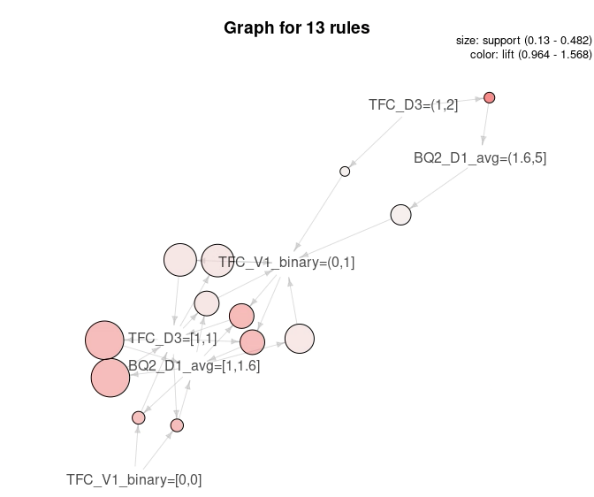 Graph for 13 rules
size: support (0.13 - 0.482)
color: lift (0.964 - 1.568)
TFC_D3=(1,2]
BQ2_D1_avg=(1.6,5]
TFC_V1_binary=(0,1]
TFC_D3=[1,1]
BQ2_D1_avg=[1,1.6]
TFC_V1_binary=[0,0]